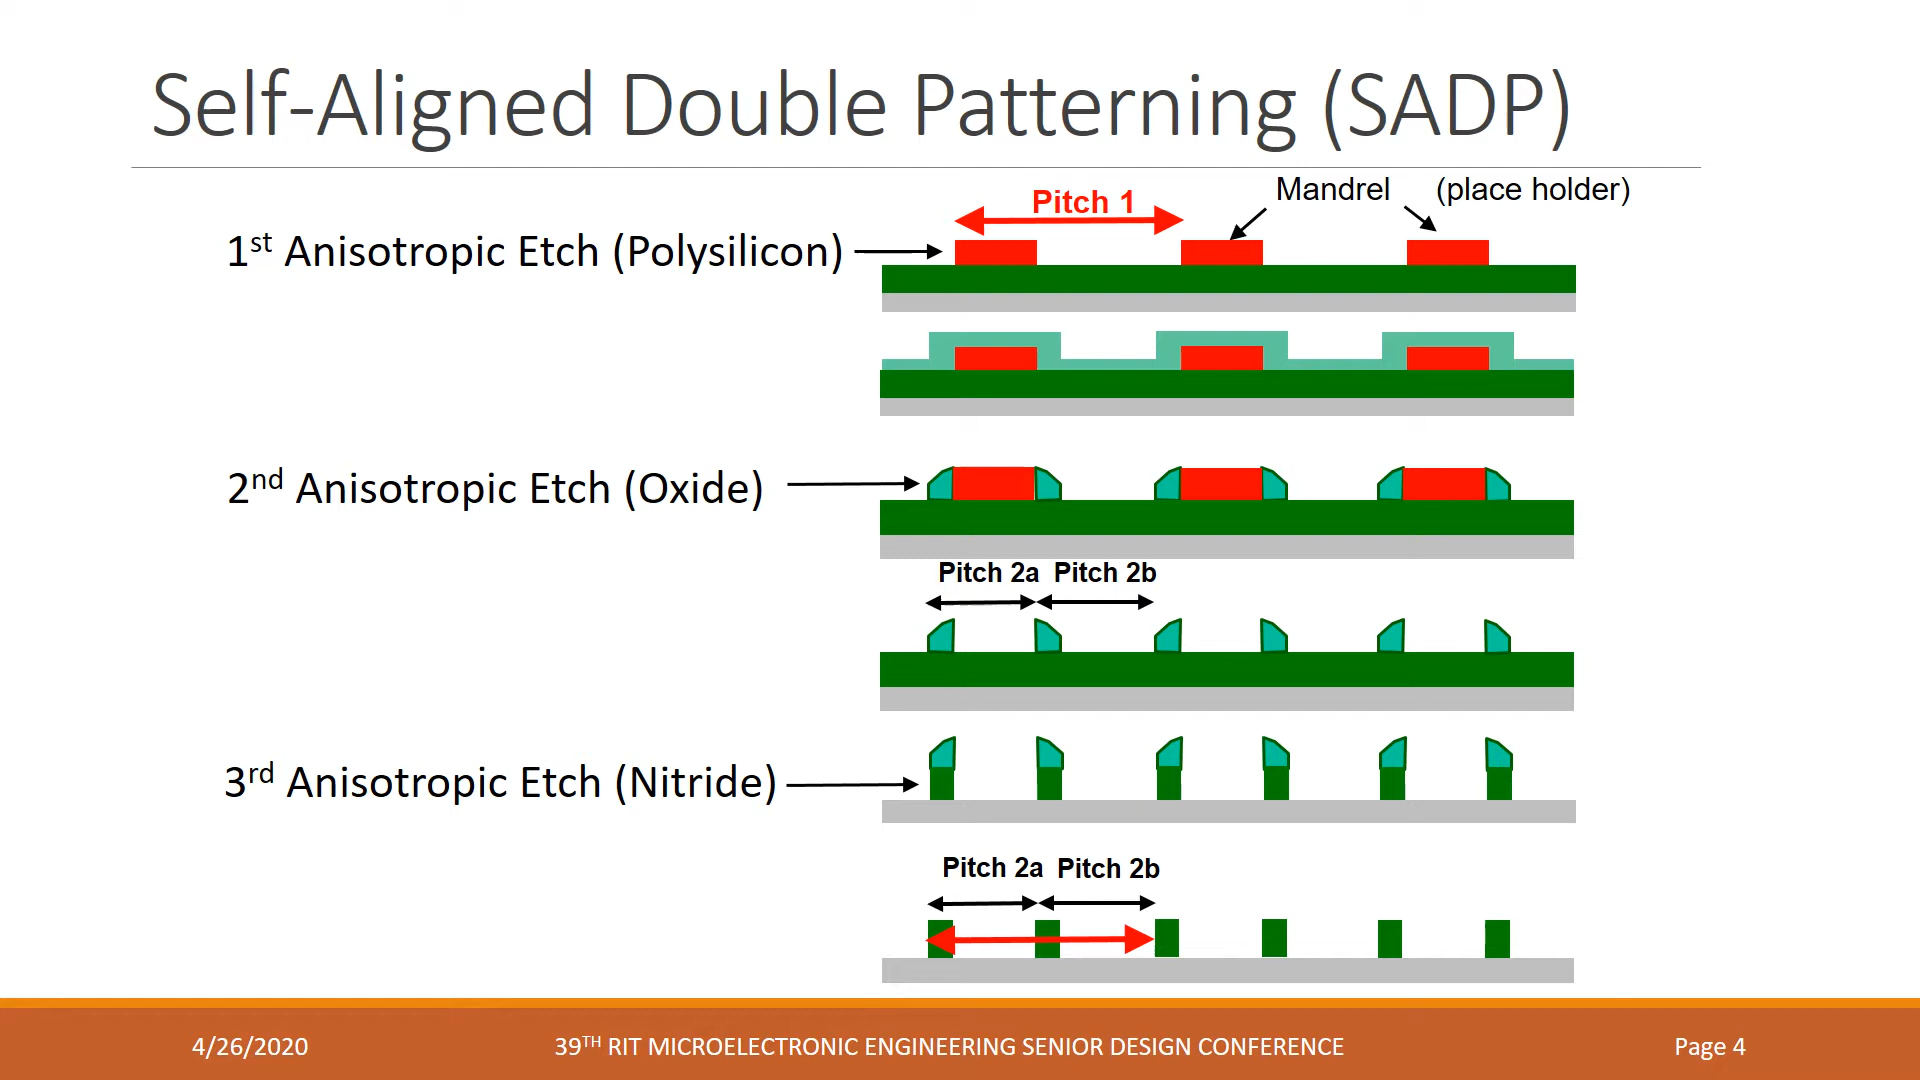 Self-Aligned Double Patterning (SADP)
Pitch 1
Mandrel (place holder)
1st Anisotropic Etch (Polysilicon)
2nd Anisotropic Etch (Oxide)
Pitch 2a Pitch 2b
3rd Anisotropic Etch (Nitride)
Pitch 2a Pitch 2b
4/26/2020
39TH RIT MICROELECTRONIC ENGINEERING SENIOR DESIGN CONFERENCE
Page 4